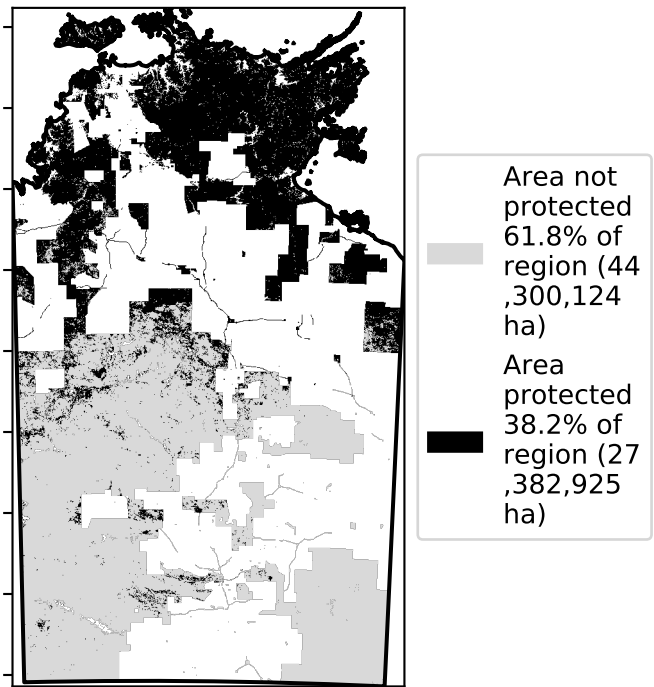 Area not
protected
61.8% of
region (44
,300,124
ha)
Area
protected
38.2% of
region (27
,382,925
ha)